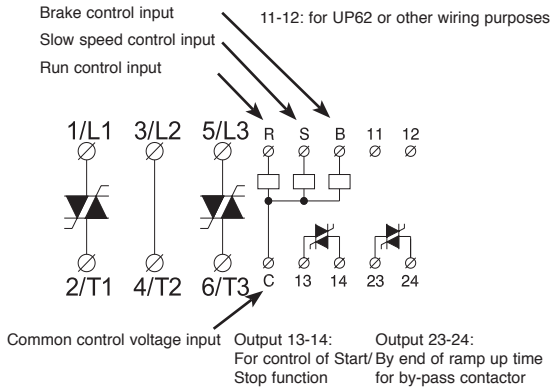 Brake control input
11-12: for UP62 or other wiring purposes
Slow speed control input
Run control input
1/L1 3/L2 5/L3 R S B 11 12
2/T1 4/T2 6/T3 C 13 14 23 24
Common control voltage input
Output 13-14:
For control of Start/
Stop function
Output 23-24:
By end of ramp up time
for by-pass contactor